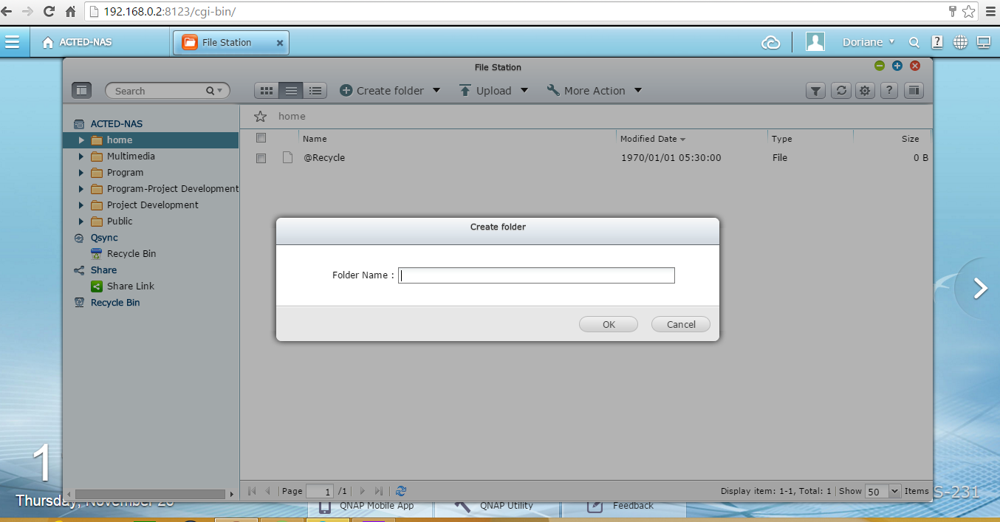 192.168.0.2:8123/cgi-bin/
ACTED-NAS
File Station
Doriane
File Station
Search
Create folder
Upload
More Action
ACTED-NAS
home
Multimedia
Program
Program-Project Development
Project Development
Public
Qsync
Recycle Bin
Share
Share Link
Recycle Bin
home
Name Modified Date Type Size
@Recycle 1970/01/01 05:30:00 File 0 B
Create folder
Folder Name :
OK Cancel
Page 1 /1
Display item: 1-1, Total: 1 Show 50 Items
1
Thursday, November
S-231
QNAP Mobile App
QNAP Utility
Feedback